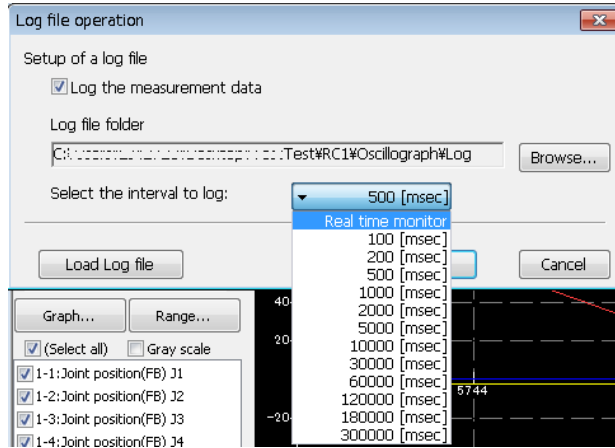 Log file operation
Setup of a log file
Log the measurement data
Log file folder
C:¥ Test¥RC1¥Oscillograph¥Log
Browse...
Select the interval to log:
500 [msec]
Real time monitor
100 [msec]
200 [msec]
500 [msec]
1000 [msec]
2000 [msec]
5000 [msec]
10000 [msec]
30000 [msec]
60000 [msec]
120000 [msec]
180000 [msec]
300000 [msec]
Load Log file
Cancel
Graph...
Range...
(Select all)
Gray scale
1-1:Joint position(FB) J1
1-2:Joint position(FB) J2
1-3:Joint position(FB) J3
1-4:Joint position(FB) J4
40
20
-20
5744